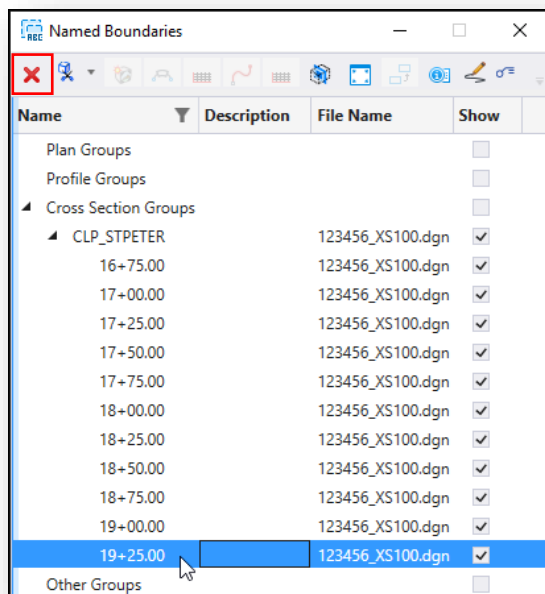 Named Boundaries
Name Description File Name Show
Plan Groups
Profile Groups
Cross Section Groups
CLP_STPETER 123456_XS100.dgn
16+75.00 123456_XS100.dgn
17+00.00 123456_XS100.dgn
17+25.00 123456_XS100.dgn
17+50.00 123456_XS100.dgn
17+75.00 123456_XS100.dgn
18+00.00 123456_XS100.dgn
18+25.00 123456_XS100.dgn
18+50.00 123456_XS100.dgn
18+75.00 123456_XS100.dgn
19+00.00 123456_XS100.dgn
19+25.00 123456_XS100.dgn
Other Groups